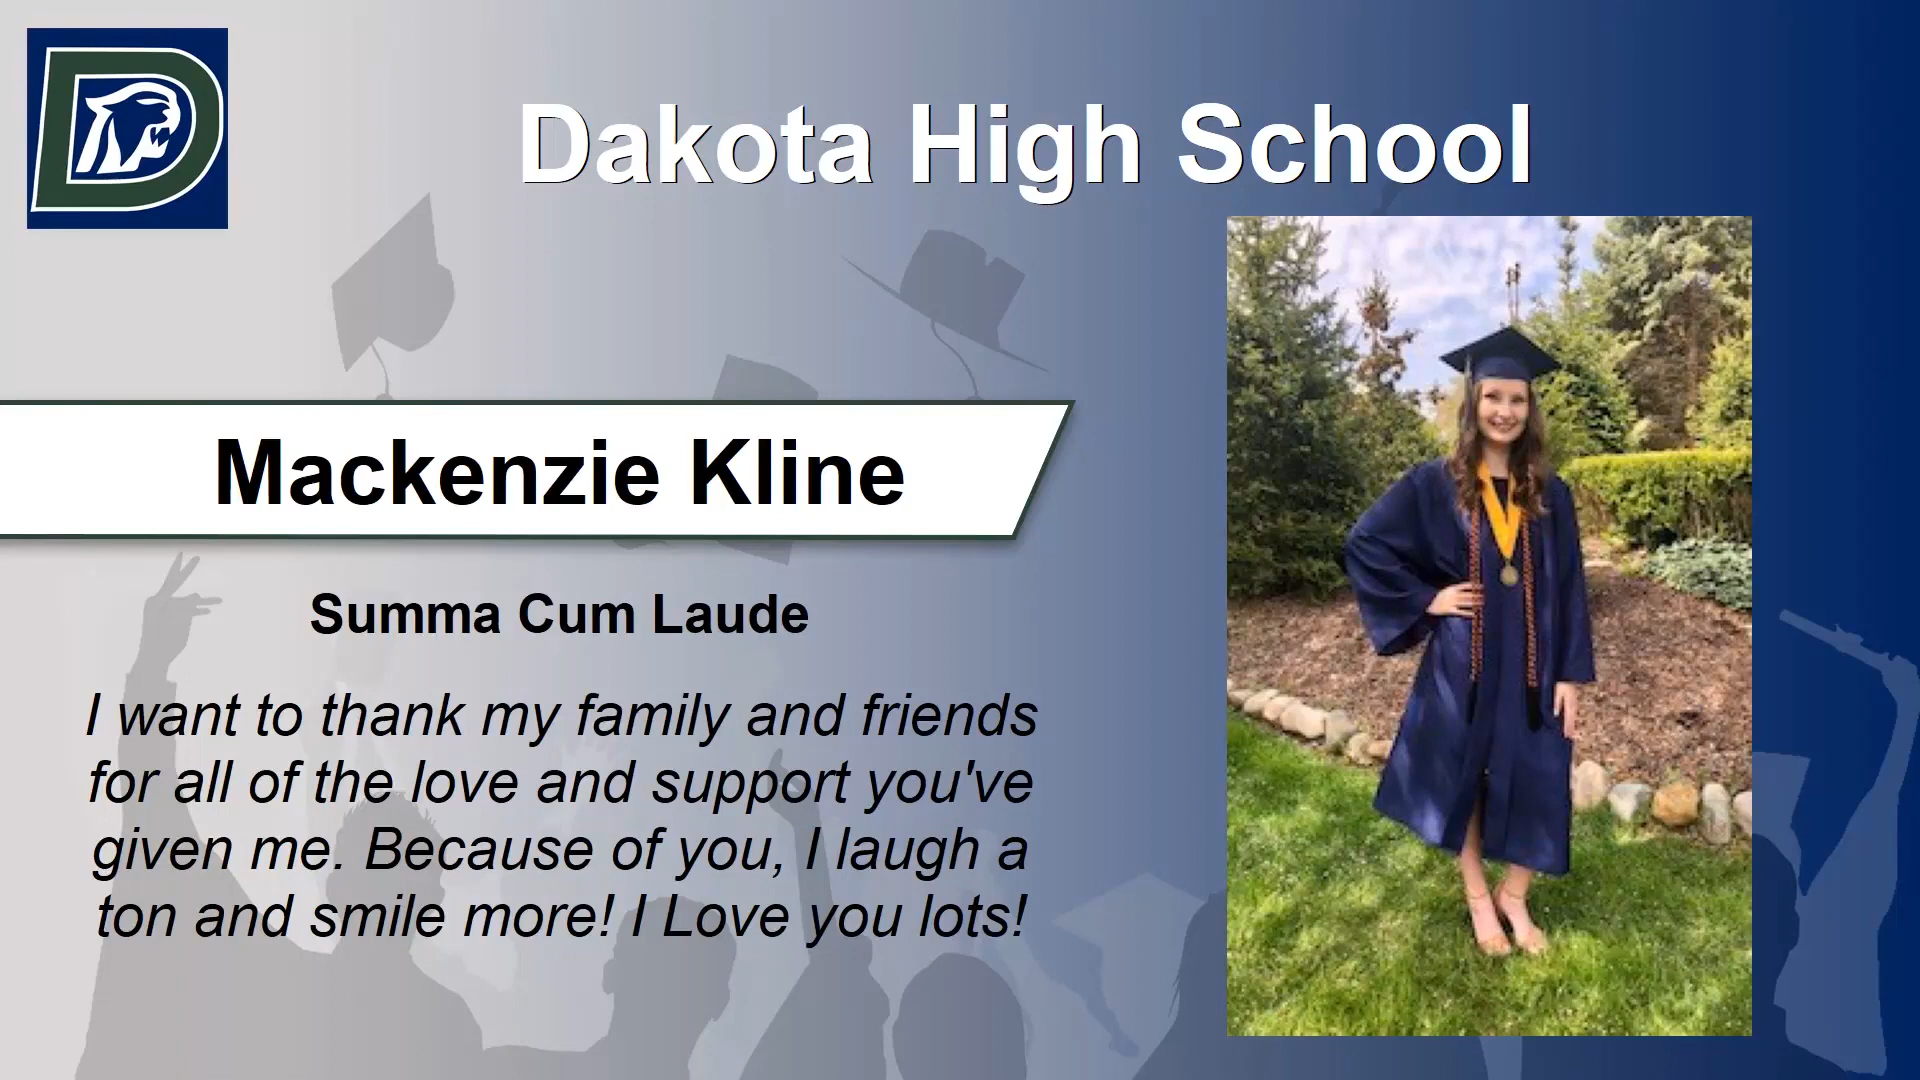 D
Dakota High School
Mackenzie Kline
Summa Cum Laude
I want to thank my family and friends
for all of the love and support you've
given me. Because of you, I laugh a
ton and smile more! I Love you lots!